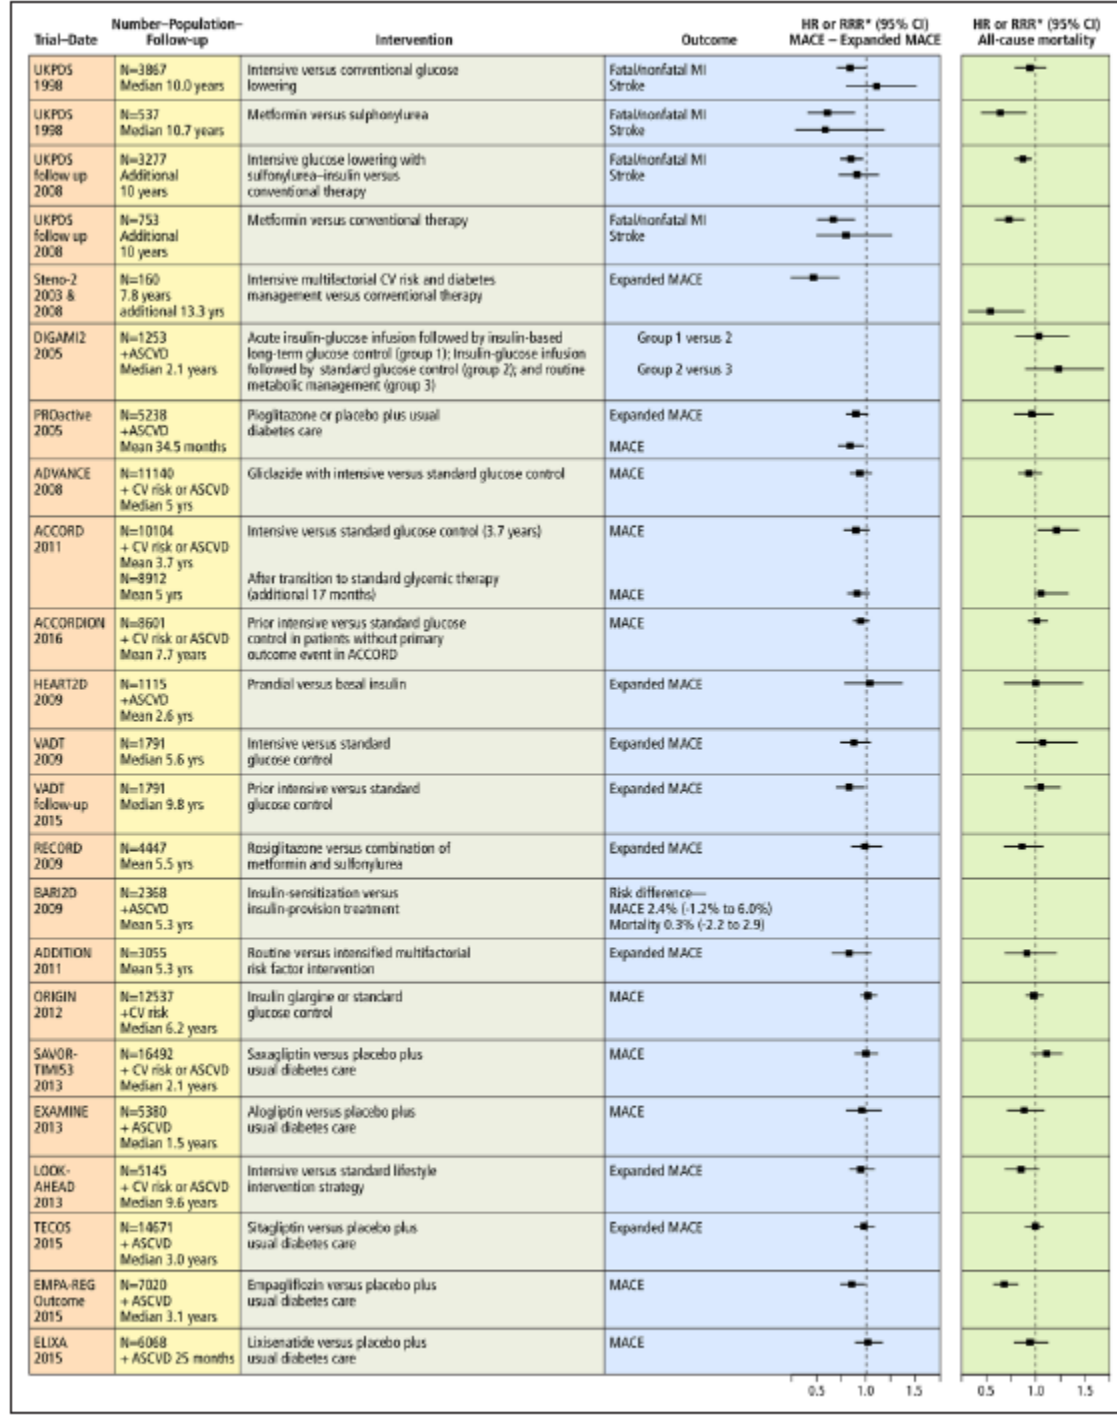 Trial–Date
Number–Population–
Follow-up
Intervention
Outcome
HR or RRR* (95% CI)
MACE – Expanded MACE
HR or RRR* (95% CI)
All-cause mortality
UKPDS
1998
N=3867
Median 10.0 years
Intensive versus conventional glucose
lowering
Fatal/nonfatal MI
Stroke
UKPDS
1998
N=537
Median 10.7 years
Metformin versus sulphonylurea
Fatal/nonfatal MI
Stroke
UKPDS
follow up
2008
N=3277
Additional
10 years
Intensive glucose lowering with
sulfonylurea–insulin versus
conventional therapy
Fatal/nonfatal MI
Stroke
UKPDS
follow up
2008
N=753
Additional
10 years
Metformin versus conventional therapy
Fatal/nonfatal MI
Stroke
Steno-2
2003 &
2008
N=160
7.8 years
additional 13.3 yrs
Intensive multifactorial CV risk and diabetes
management versus conventional therapy
Expanded MACE
DIGAMI2
2005
N=1253
+ASCVD
Median 2.1 years
Acute insulin-glucose infusion followed by insulin-based
long-term glucose control (group 1); Insulin-glucose infusion
followed by standard glucose control (group 2); and routine
metabolic management (group 3)
Group 1 versus 2
Group 2 versus 3
PROactive
2005
N=5238
+ASCVD
Mean 34.5 months
Pioglitazone or placebo plus usual
diabetes care
Expanded MACE
MACE
ADVANCE
2008
N=11140
+ CV risk or ASCVD
Median 5 yrs
Gliclazide with intensive versus standard glucose control
MACE
ACCORD
2011
N=10104
+ CV risk or ASCVD
Mean 3.7 yrs
N=8912
Mean 5 yrs
Intensive versus standard glucose control (3.7 years)
After transition to standard glycemic therapy
(additional 17 months)
MACE
MACE
ACCORDION
2016
N=8601
+ CV risk or ASCVD
Mean 7.7 years
Prior intensive versus standard glucose
control in patients without primary
outcome event in ACCORD
MACE
HEART2D
2009
N=1115
+ASCVD
Mean 2.6 yrs
Prandial versus basal insulin
Expanded MACE
VADT
2009
N=1791
Median 5.6 yrs
Intensive versus standard
glucose control
Expanded MACE
VADT
follow-up
2015
N=1791
Median 9.8 yrs
Prior intensive versus standard
glucose control
Expanded MACE
RECORD
2009
N=4447
Mean 5.5 yrs
Rosiglitazone versus combination of
metformin and sulfonylurea
Expanded MACE
BARI2D
2009
N=2368
+ASCVD
Mean 5.3 yrs
Insulin-sensitization versus
insulin-provision treatment
Risk difference—
MACE 2.4% (-1.2% to 6.0%)
Mortality 0.3% (-2.2 to 2.9)
ADDITION
2011
N=3055
Mean 5.3 yrs
Routine versus intensified multifactorial
risk factor intervention
Expanded MACE
ORIGIN
2012
N=12537
+CV risk
Median 6.2 years
Insulin glargine or standard
glucose control
MACE
SAVOR-
TIMI53
2013
N=16492
+ CV risk or ASCVD
Median 2.1 years
Saxagliptin versus placebo plus
usual diabetes care
MACE
EXAMINE
2013
N=5380
+ ASCVD
Median 1.5 years
Alogliptin versus placebo plus
usual diabetes care
MACE
LOOK-
AHEAD
2013
N=5145
+ CV risk or ASCVD
Median 9.6 years
Intensive versus standard lifestyle
intervention strategy
Expanded MACE
TECOS
2015
N=14671
+ ASCVD
Median 3.0 years
Sitagliptin versus placebo plus
usual diabetes care
Expanded MACE
EMPA-REG
Outcome
2015
N=7020
+ ASCVD
Median 3.1 years
Empagliflozin versus placebo plus
usual diabetes care
MACE
ELIXA
2015
N=6068
+ ASCVD 25 months
Lixisenatide versus placebo plus
usual diabetes care
MACE
0.5 1.0 1.5
0.5 1.0 1.5